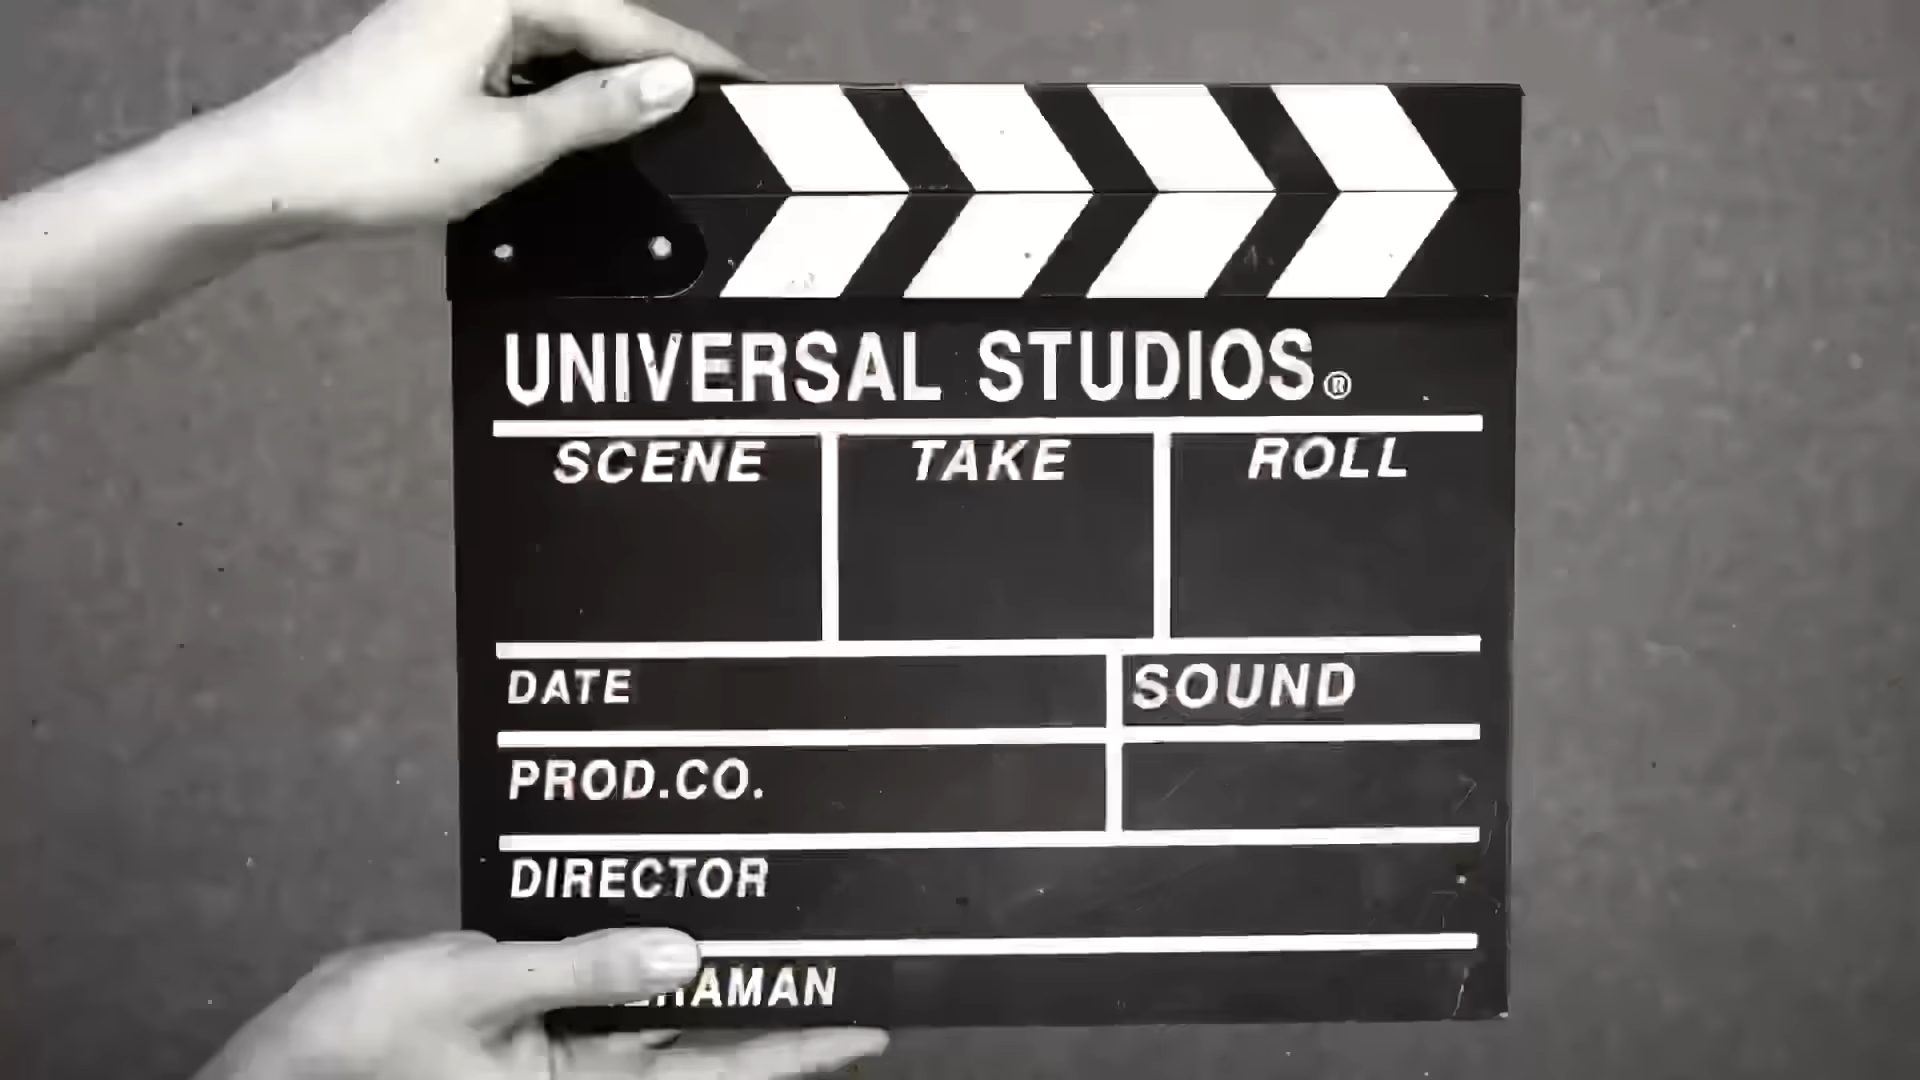 UNIVERSAL STUDIOS®
SCENE TAKE ROLL
DATE SOUND
PROD.CO.
DIRECTOR